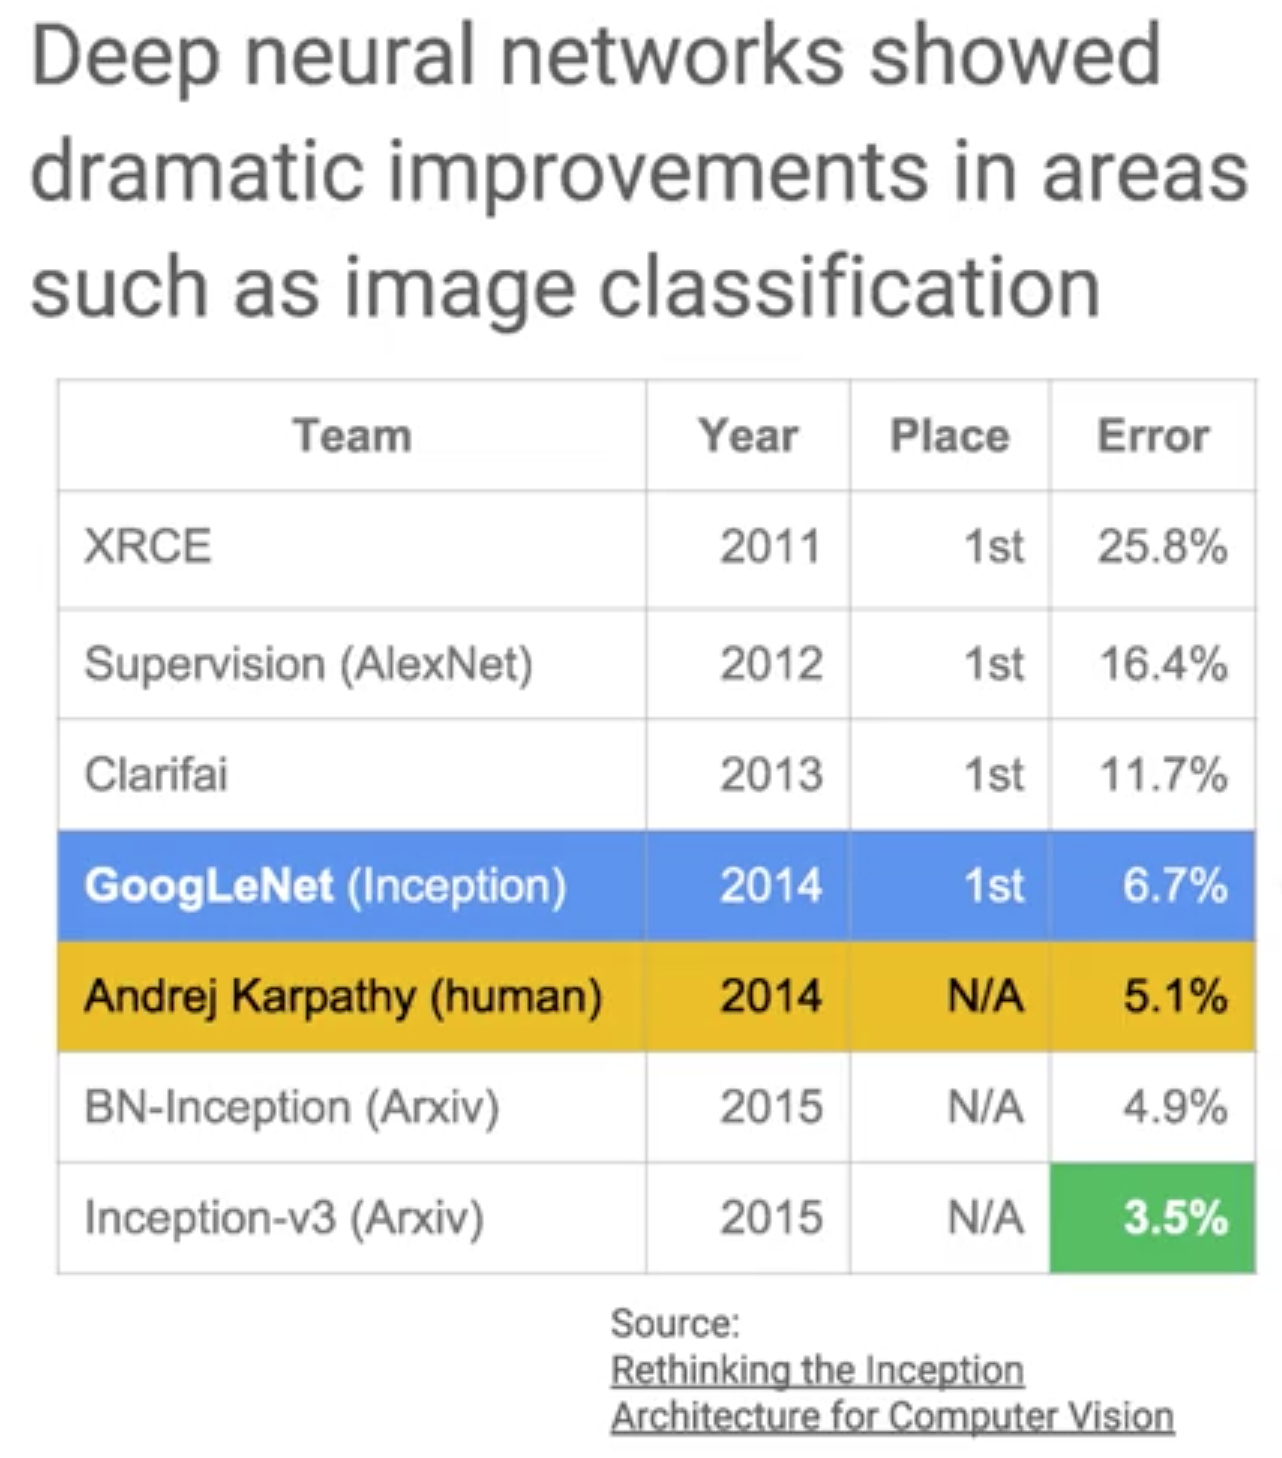 Deep neural networks showed
dramatic improvements in areas
such as image classification
Team Year Place Error
XRCE 2011 1st 25.8%
Supervision (AlexNet) 2012 1st 16.4%
Clarifai 2013 1st 11.7%
GoogLeNet (Inception) 2014 1st 6.7%
Andrej Karpathy (human) 2014 N/A 5.1%
BN-Inception (Arxiv) 2015 N/A 4.9%
Inception-v3 (Arxiv) 2015 N/A 3.5%
Source:
Rethinking the Inception
Architecture for Computer Vision